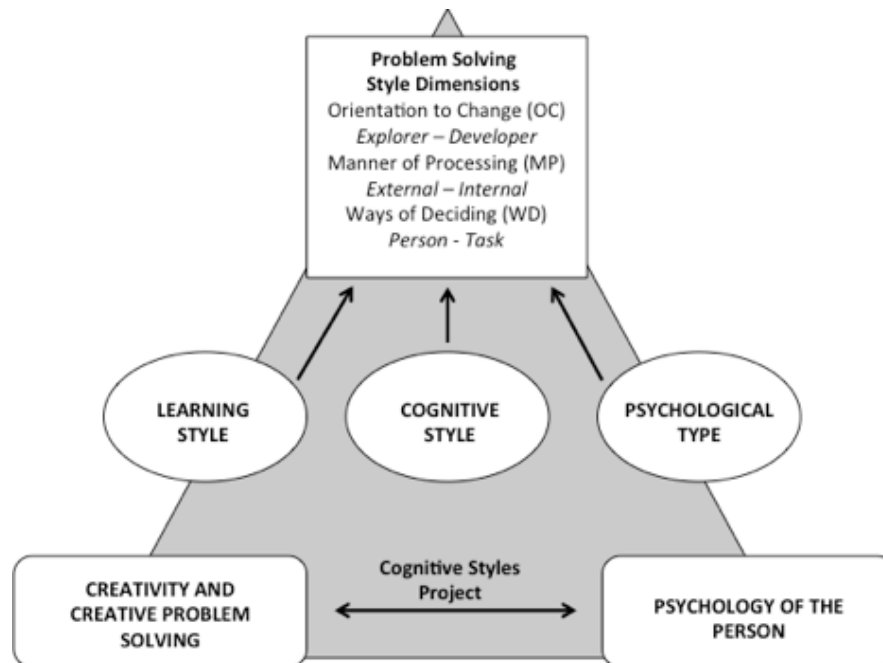 Problem Solving
Style Dimensions
Orientation to Change (OC)
Explorer – Developer
Manner of Processing (MP)
External – Internal
Ways of Deciding (WD)
Person - Task
LEARNING
STYLE
COGNITIVE
STYLE
PSYCHOLOGICAL
TYPE
CREATIVITY AND
CREATIVE PROBLEM
SOLVING
Cognitive Styles
Project
PSYCHOLOGY OF THE
PERSON